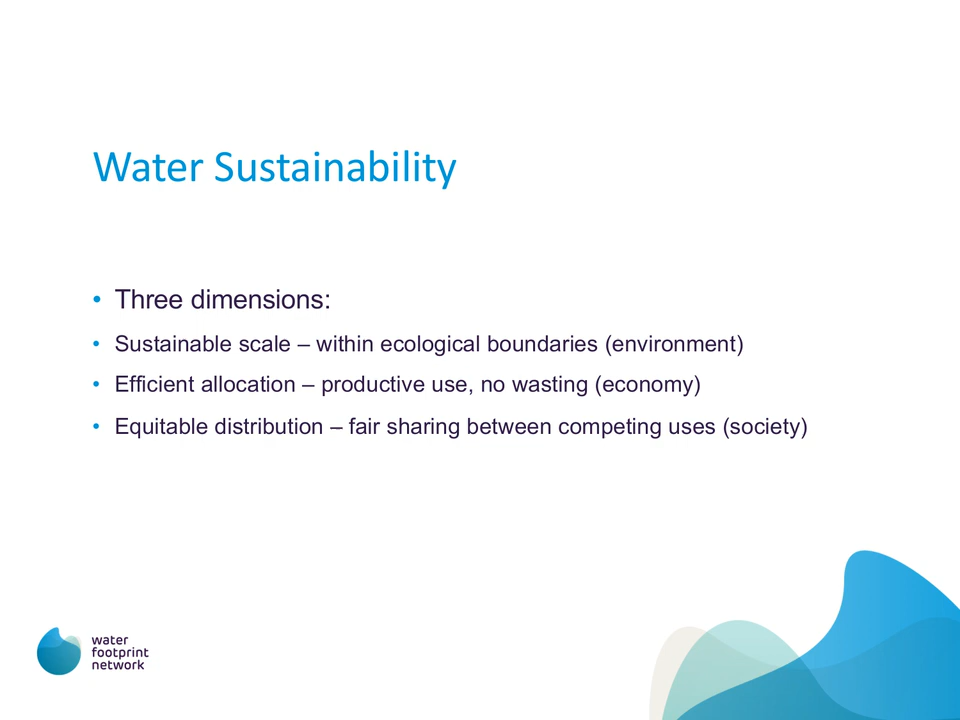 Water Sustainability
• Three dimensions:
• Sustainable scale – within ecological boundaries (environment)
• Efficient allocation – productive use, no wasting (economy)
• Equitable distribution – fair sharing between competing uses (society)
water
footprint
network